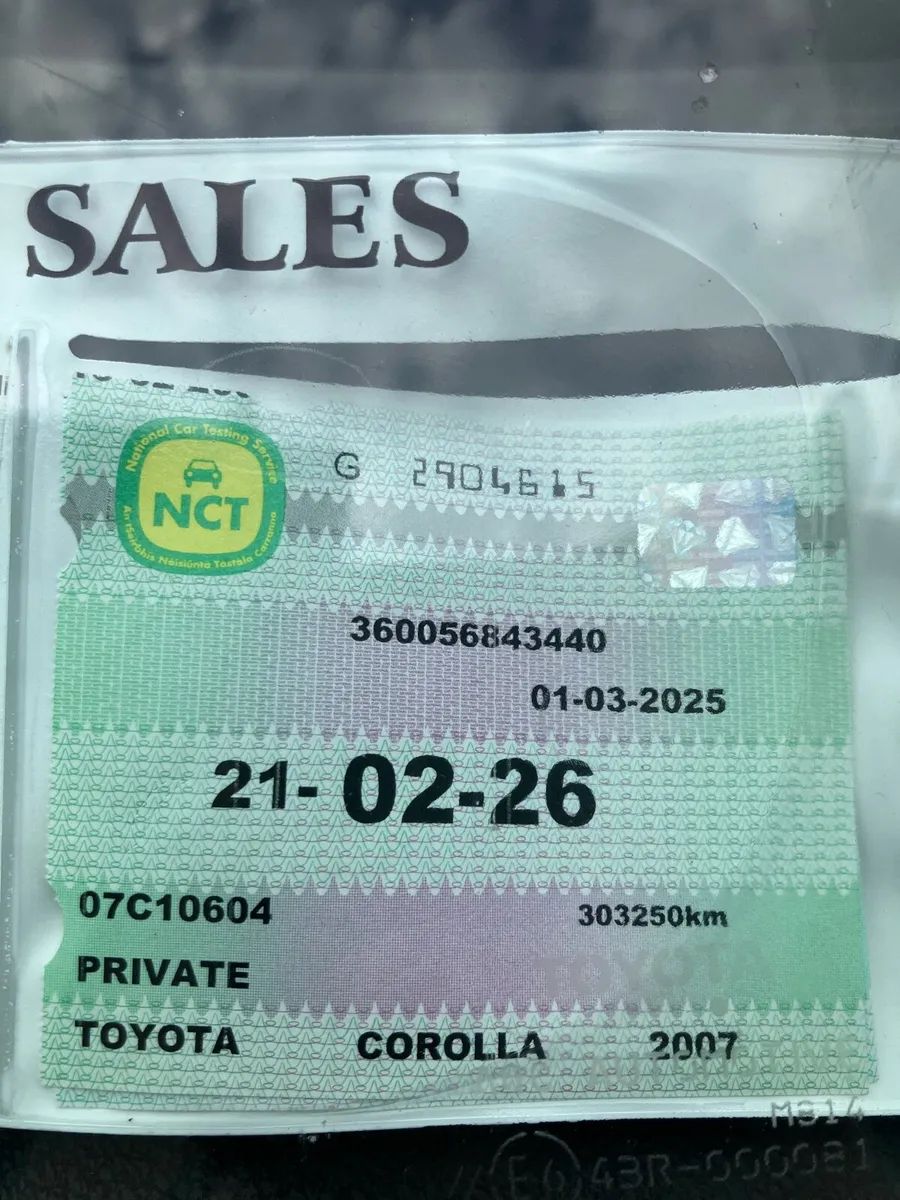 SALES
National Car Testing Service
NCT
An tSeirbhís Náisiúnta Tástála Carranna
G 2904615
360056843440
01-03-2025
21-02-26
07C10604 303250km
PRIVATE
TOYOTA
TOYOTA COROLLA 2007
M814
43R-000081